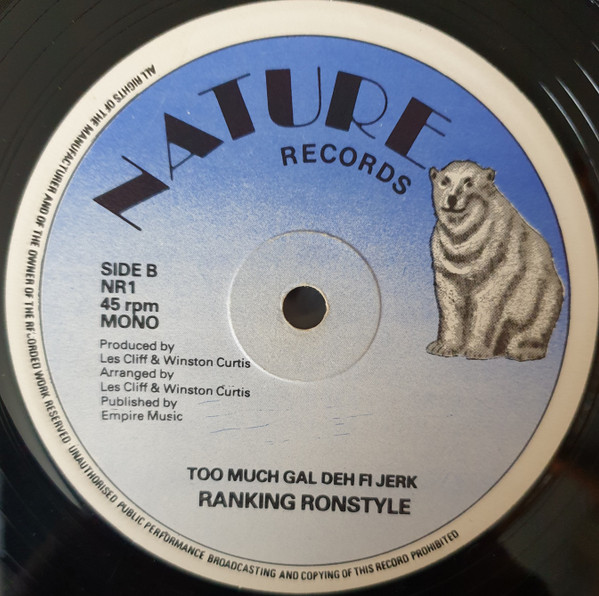 NATURE
RECORDS
SIDE B
NR1
45 rpm
MONO
Produced by
Les Cliff & Winston Curtis
Arranged by
Les Cliff & Winston Curtis
Published by
Empire Music
TOO MUCH GAL DEH FI JERK
RANKING RONSTYLE
ALL RIGHTS OF THE MANUFACTURER AND OF THE OWNER OF THE RECORDED WORK RESERVED UNAUTHORISED PUBLIC PERFORMANCE BROADCASTING AND COPYING OF THIS RECORD PROHIBITED